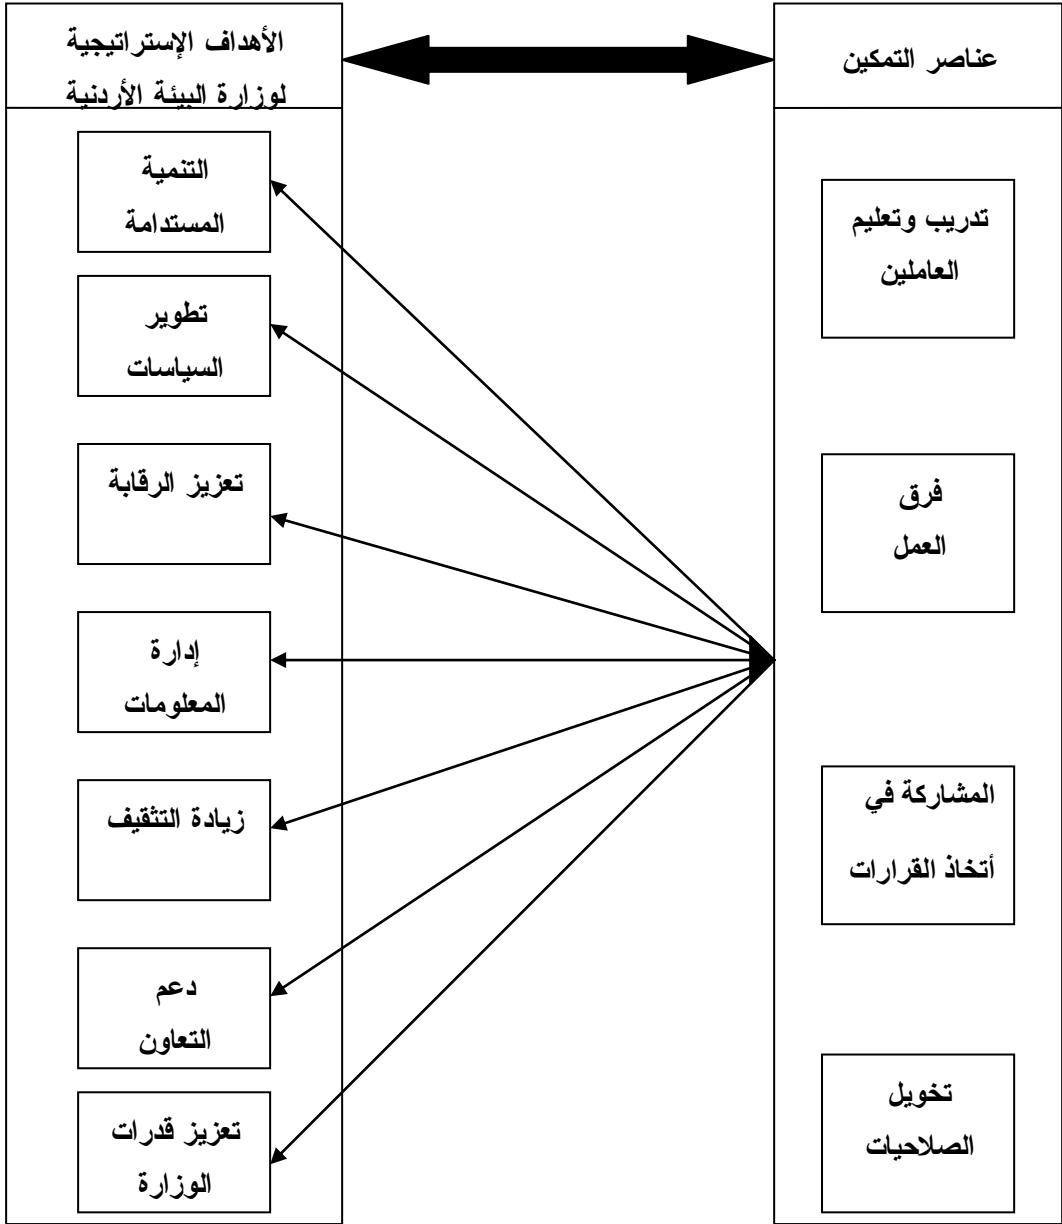 عناصر التمكين
تدريب وتعليم
العاملين
فرق
العمل
المشاركة في
أتخاذ القرارات
تخويل
الصلاحيات
الأهداف الإستراتيجية
لوزارة البيئة الأردنية
التنمية
المستدامة
تطوير
السياسات
تعزيز الرقابة
إدارة
المعلومات
زيادة التثقيف
دعم
التعاون
تعزيز قدرات
الوزارة